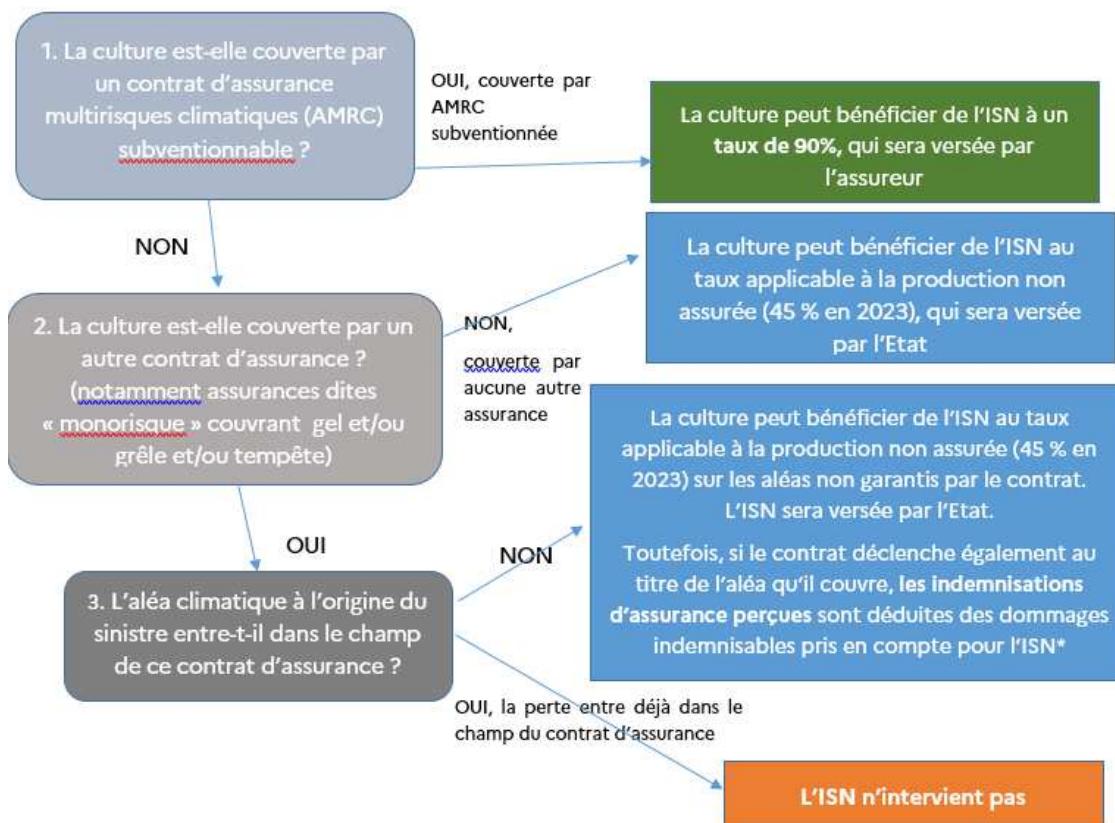 1. La culture est-elle couverte par
un contrat d'assurance
multirisques climatiques (AMRC)
subventionnable ?
OUI, couverte par
AMRC
subventionnée
La culture peut bénéficier de l'ISN à un
taux de 90%, qui sera versée par
l'assureur
NON
La culture peut bénéficier de l'ISN au
taux applicable à la production non
assurée (45 % en 2023), qui sera versée
par l'Etat
2. La culture est-elle couverte par un
autre contrat d'assurance ?
(notamment assurances dites
« monorisque » couvrant gel et/ou
grêle et/ou tempête)
NON,
couverte par
aucune autre
assurance
La culture peut bénéficier de l'ISN au taux
applicable à la production non assurée (45 % en
2023) sur les aléas non garantis par le contrat.
L'ISN sera versée par l'Etat.
Toutefois, si le contrat déclenche également au
titre de l'aléa qu'il couvre, les indemnisations
d'assurance perçues sont déduites des dommages
indemnisables pris en compte pour l'ISN*
OUI
NON
3. L'aléa climatique à l'origine du
sinistre entre-t-il dans le champ
de ce contrat d'assurance ?
OUI, la perte entre déjà dans le
champ du contrat d'assurance
L'ISN n'intervient pas